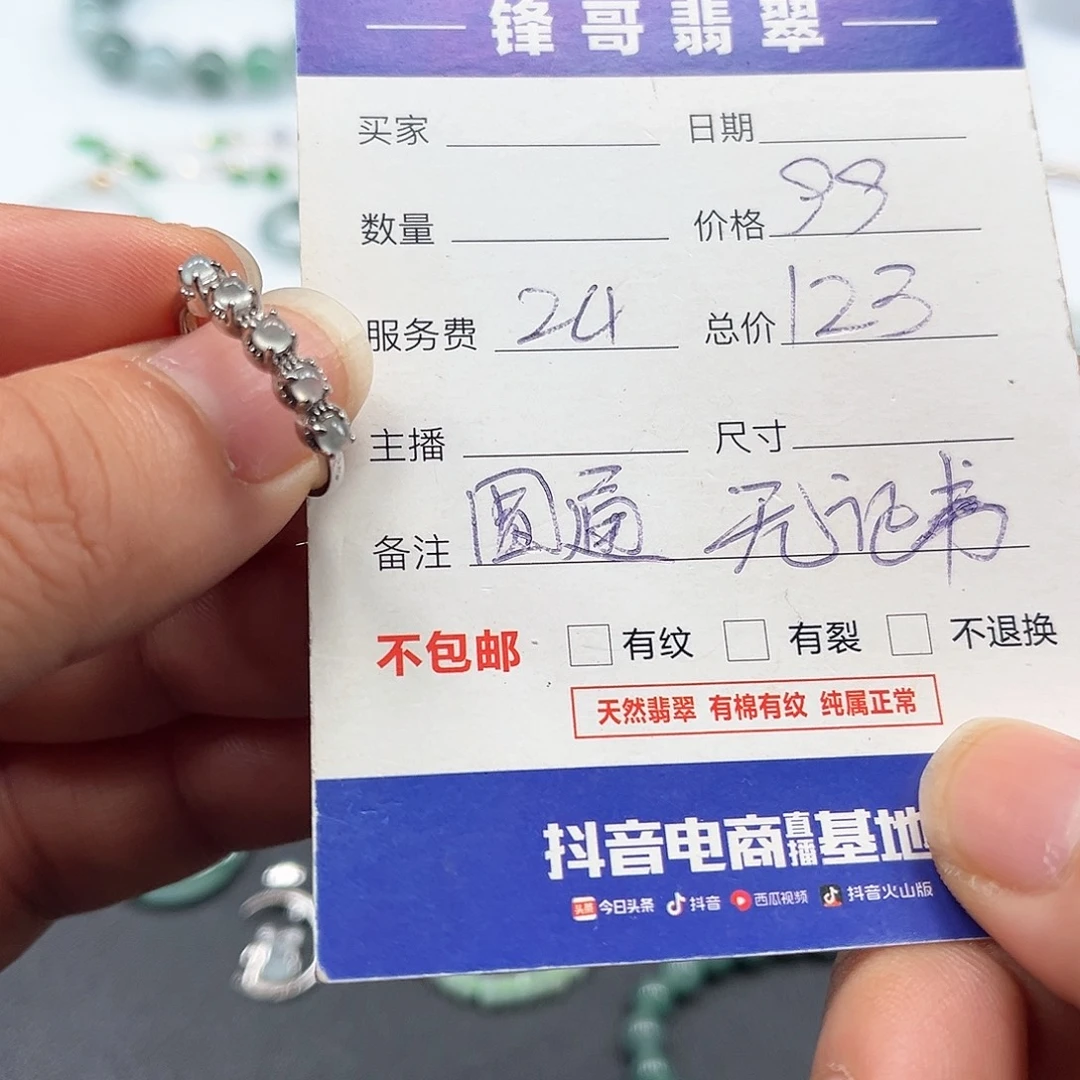 锋哥翡翠
买家 日期
数量 价格 99
服务费 24 总价 123
主播 尺寸
备注 圆通 无证书
不包邮 有纹 有裂 不退换
天然翡翠 有棉有纹 纯属正常
抖音电商直播基地
头条 今日头条 抖音 西瓜视频 抖音火山版